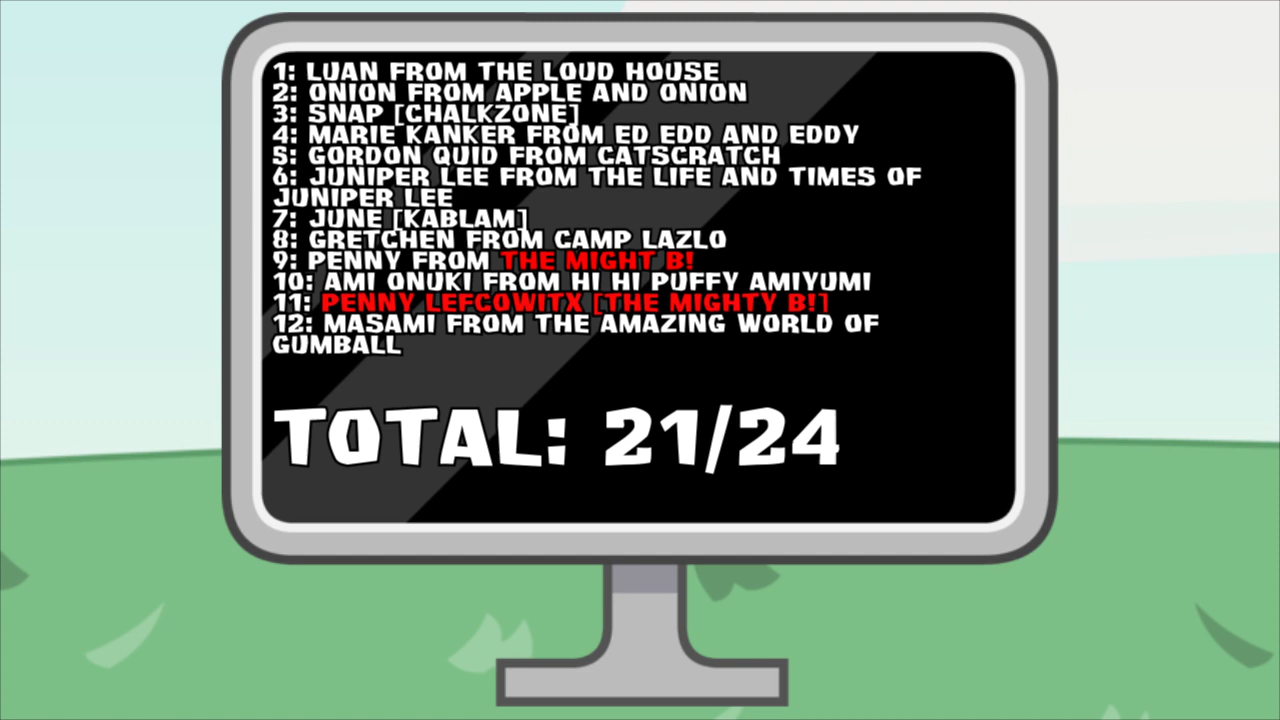 1: LUAN FROM THE LOUD HOUSE
2: ONION FROM APPLE AND ONION
3: SNAP [CHALKZONE]
4: MARIE KANKER FROM ED EDD AND EDDY
5: GORDON QUID FROM CATSCRATCH
6: JUNIPER LEE FROM THE LIFE AND TIMES OF
JUNIPER LEE
7: JUNE [KABLAM]
8: GRETCHEN FROM CAMP LAZLO
9: PENNY FROM THE MIGHT B!
10: AMI ONUKI FROM HI HI PUFFY AMIYUMI
11: PENNY LEFCOWITX [THE MIGHTY B!]
12: MASAMI FROM THE AMAZING WORLD OF
GUMBALL
TOTAL: 21/24